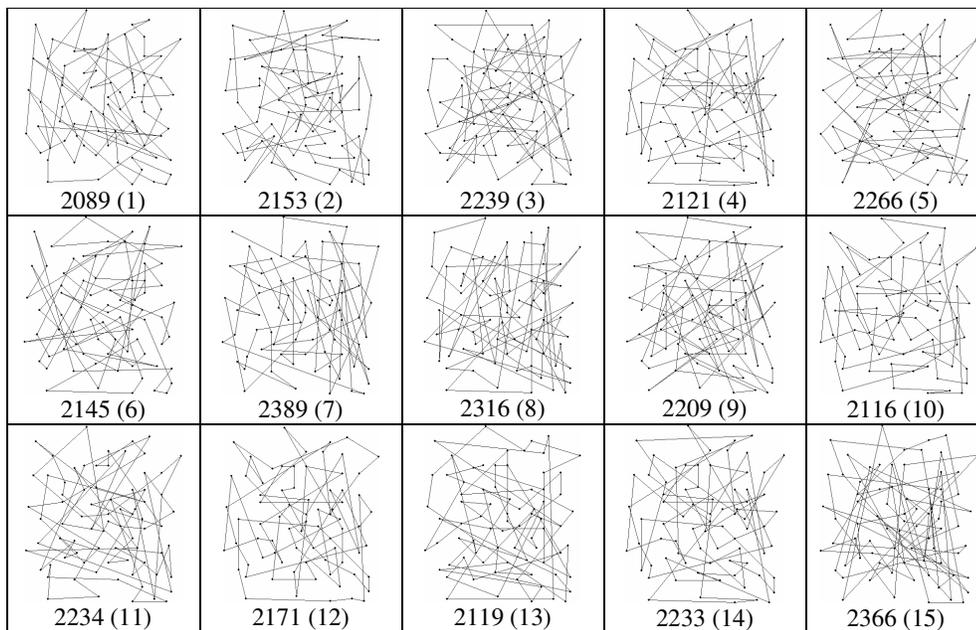 2089 (1) 2153 (2) 2239 (3) 2121 (4) 2266 (5)
2145 (6) 2389 (7) 2316 (8) 2209 (9) 2116 (10)
2234 (11) 2171 (12) 2119 (13) 2233 (14) 2366 (15)